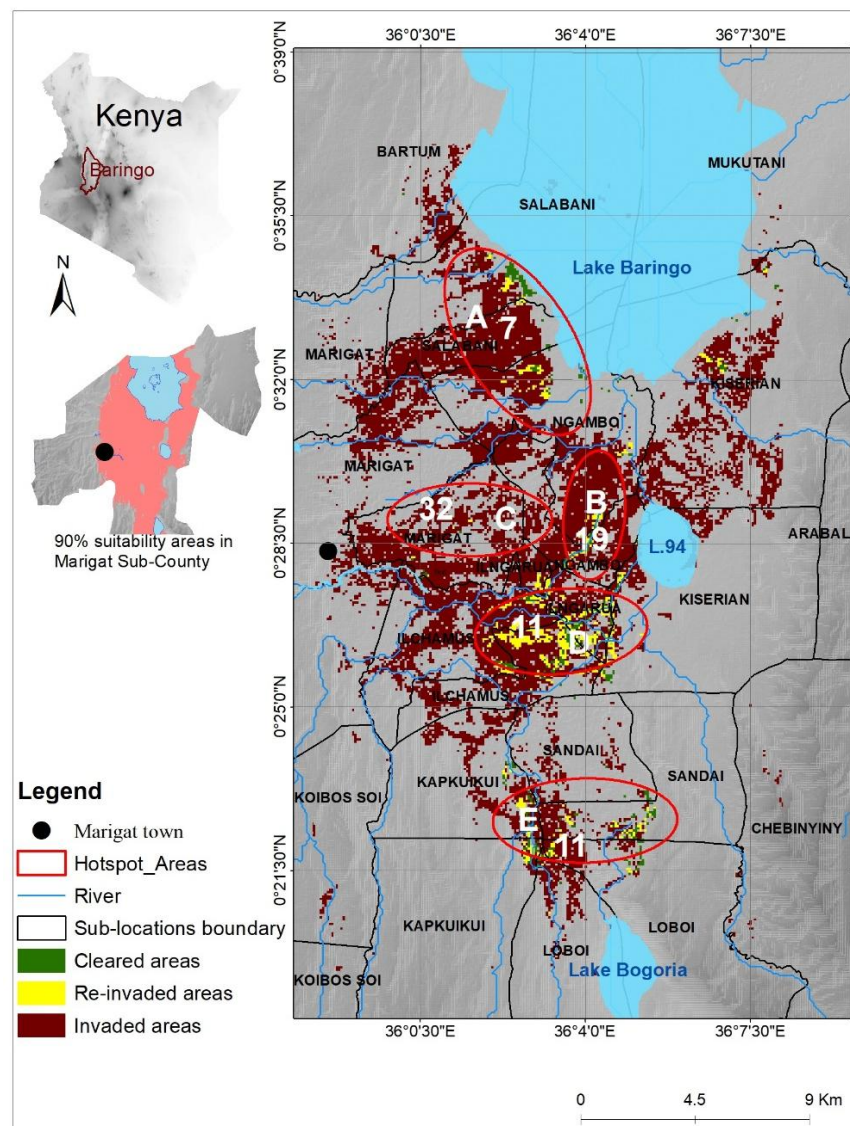 Kenya
Baringo
N
90% suitability areas in
Marigat Sub-County
Legend
Marigat town
Hotspot_Areas
River
Sub-locations boundary
Cleared areas
Re-invaded areas
Invaded areas
36°0'30"E
36°4'0"E
36°7'30"E
0°39'0"N
0°35'30"N
0°32'0"N
0°28'30"N
0°25'0"N
0°21'30"N
BARTUM
MUKUTANI
SALABANI
Lake Baringo
A
7
MARIGAT
SALABANI
KISERIAN
NGAMBO
MARIGAT
32
C
B
MARIGAT
19
L.94
ARABAL
ILNGARUA
NGAMBO
KISERIAN
ILNGARUA
11
ILCHAMUS
D
ILCHAMUS
SANDAI
KAPKUIKUI
SANDAI
KOIBOS SOI
E
CHEBINYINY
11
KAPKUIKUI
LOBOI
LOBOI
Lake Bogoria
KOIBOS SOI
36°0'30"E
36°4'0"E
36°7'30"E
0
4.5
9 Km